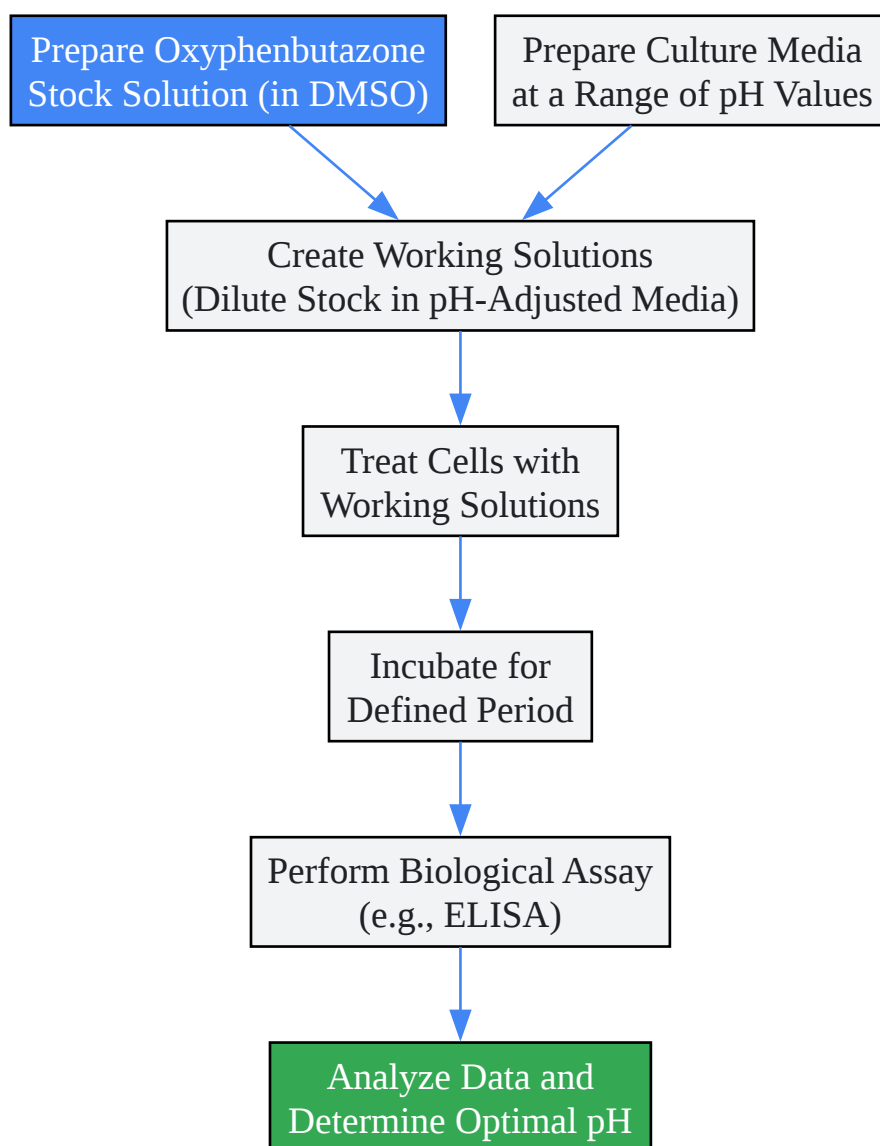 Prepare Oxyphenbutazone
Stock Solution (in DMSO)
Prepare Culture Media
at a Range of pH Values
Create Working Solutions
(Dilute Stock in pH-Adjusted Media)
Treat Cells with
Working Solutions
Incubate for
Defined Period
Perform Biological Assay
(e.g., ELISA)
Analyze Data and
Determine Optimal pH